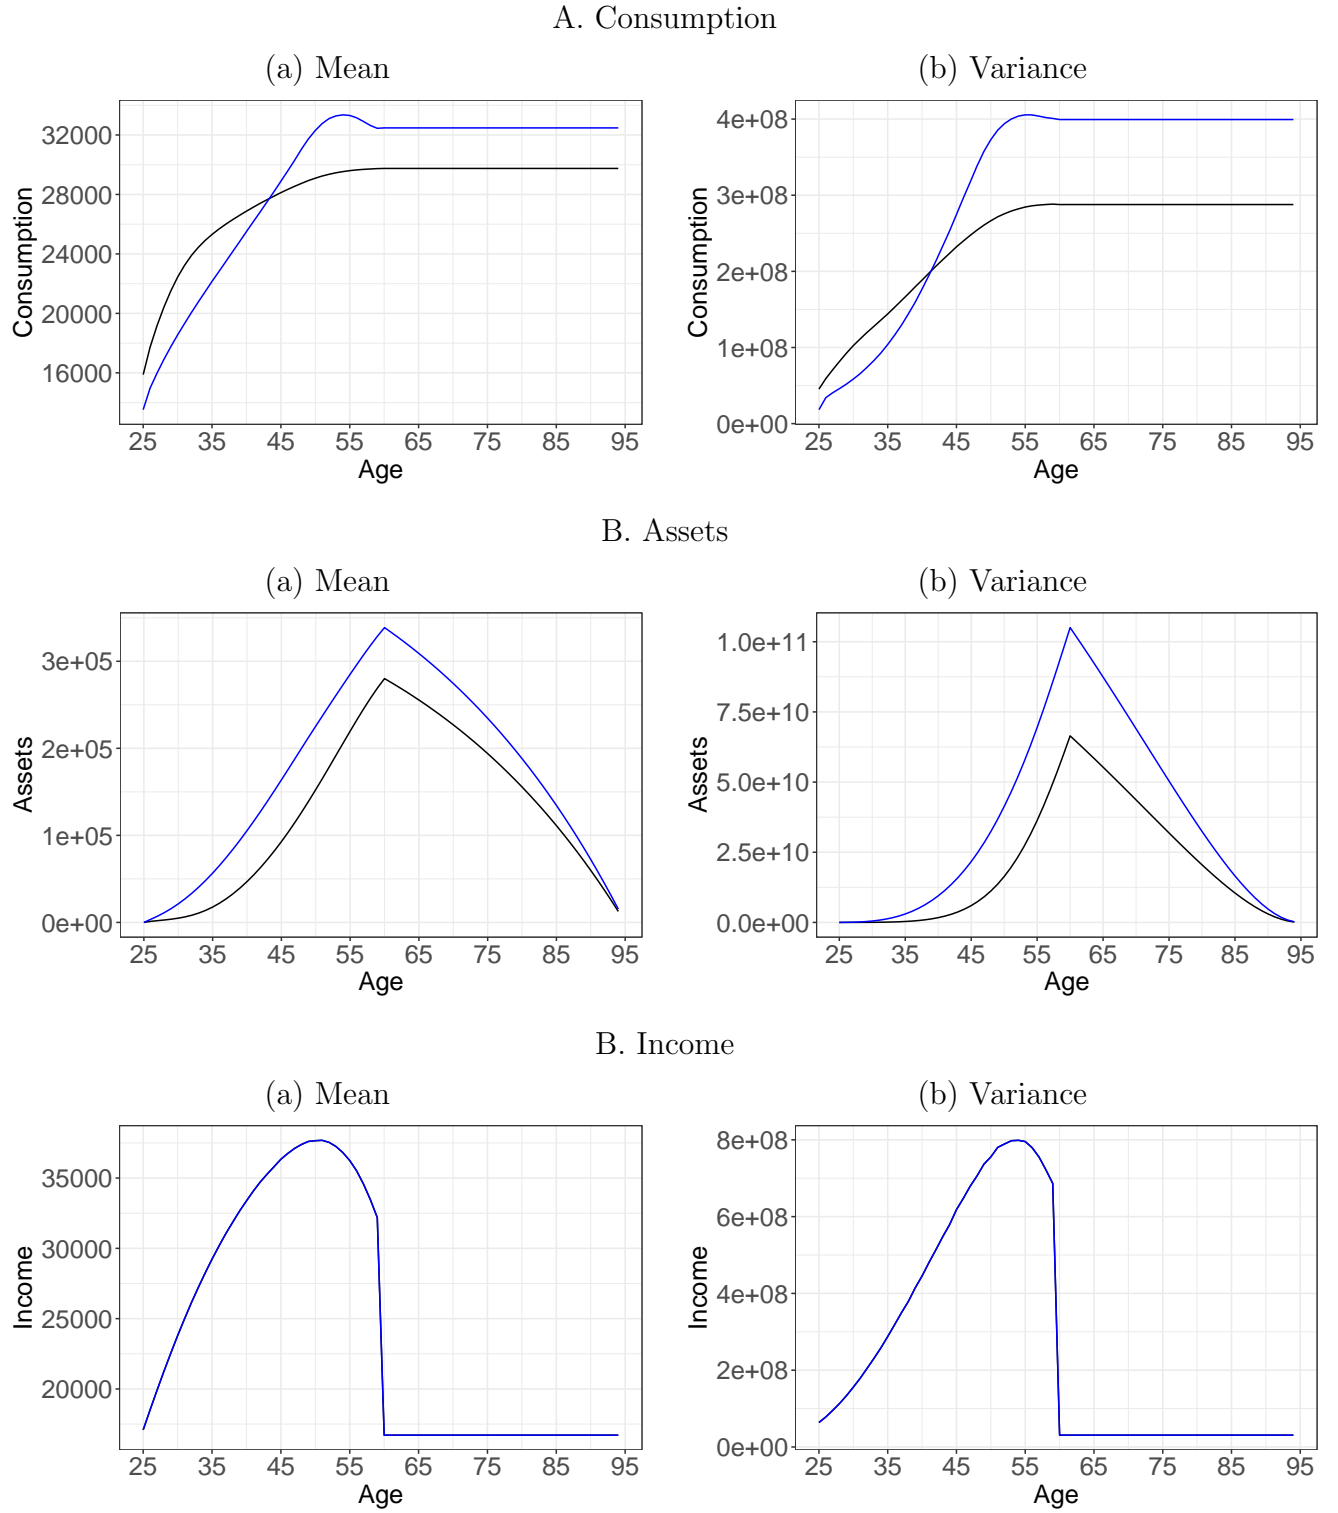 A. Consumption
(a) Mean
(b) Variance
Consumption
32000
28000
24000
20000
16000
25 35 45 55 65 75 85 95
Age
Consumption
4e+08
3e+08
2e+08
1e+08
0e+00
25 35 45 55 65 75 85 95
Age
B. Assets
(a) Mean
(b) Variance
Assets
3e+05
2e+05
1e+05
0e+00
25 35 45 55 65 75 85 95
Age
Assets
1.0e+11
7.5e+10
5.0e+10
2.5e+10
0.0e+00
25 35 45 55 65 75 85 95
Age
B. Income
(a) Mean
(b) Variance
Income
35000
30000
25000
20000
25 35 45 55 65 75 85 95
Age
Income
8e+08
6e+08
4e+08
2e+08
0e+00
25 35 45 55 65 75 85 95
Age